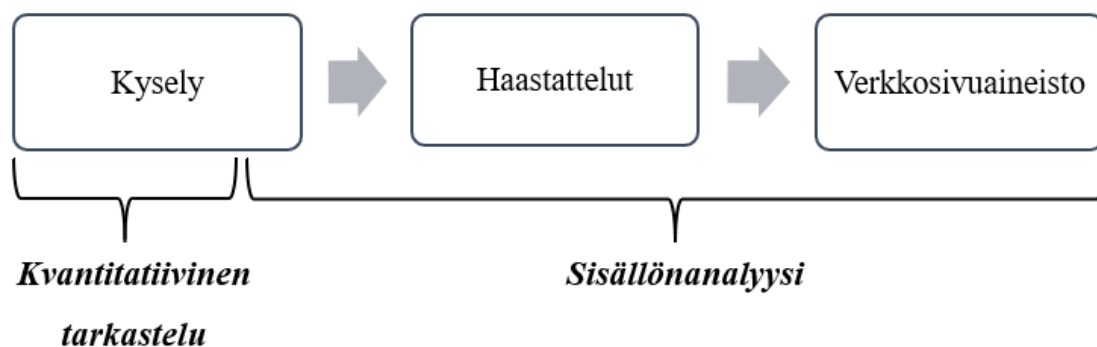 Kysely
Haastattelut
Verkkosivuaineisto
Kvantitatiivinen
tarkastelu
Sisällönanalyysi